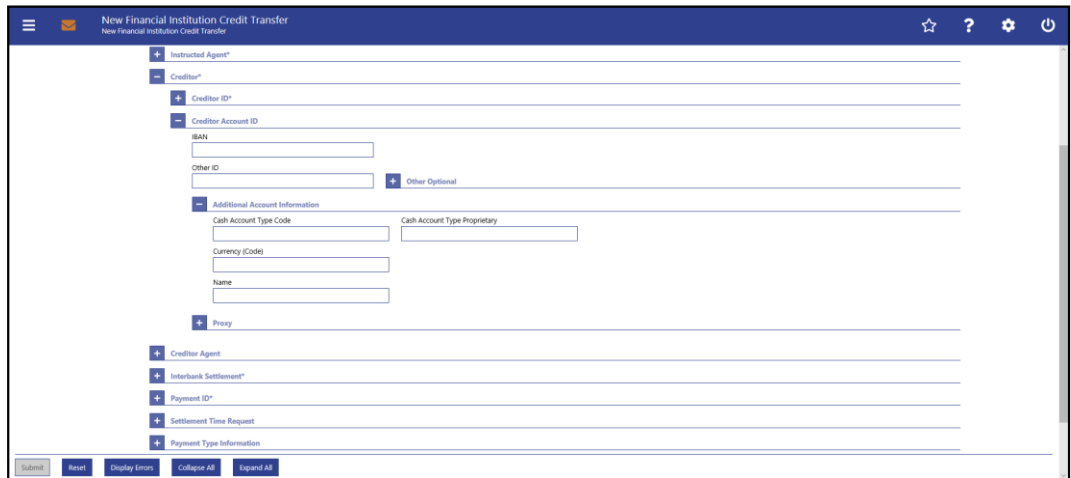 New Financial Institution Credit Transfer
New Financial Institution Credit Transfer
Instructed Agent*
Creditor*
Creditor ID*
Creditor Account ID
IBAN
Other ID
Other Optional
Additional Account Information
Cash Account Type Code Cash Account Type Proprietary
Currency (Code)
Name
Proxy
Creditor Agent
Interbank Settlement*
Payment ID*
Settlement Time Request
Payment Type Information
Submit Reset Display Errors Collapse All Expand All